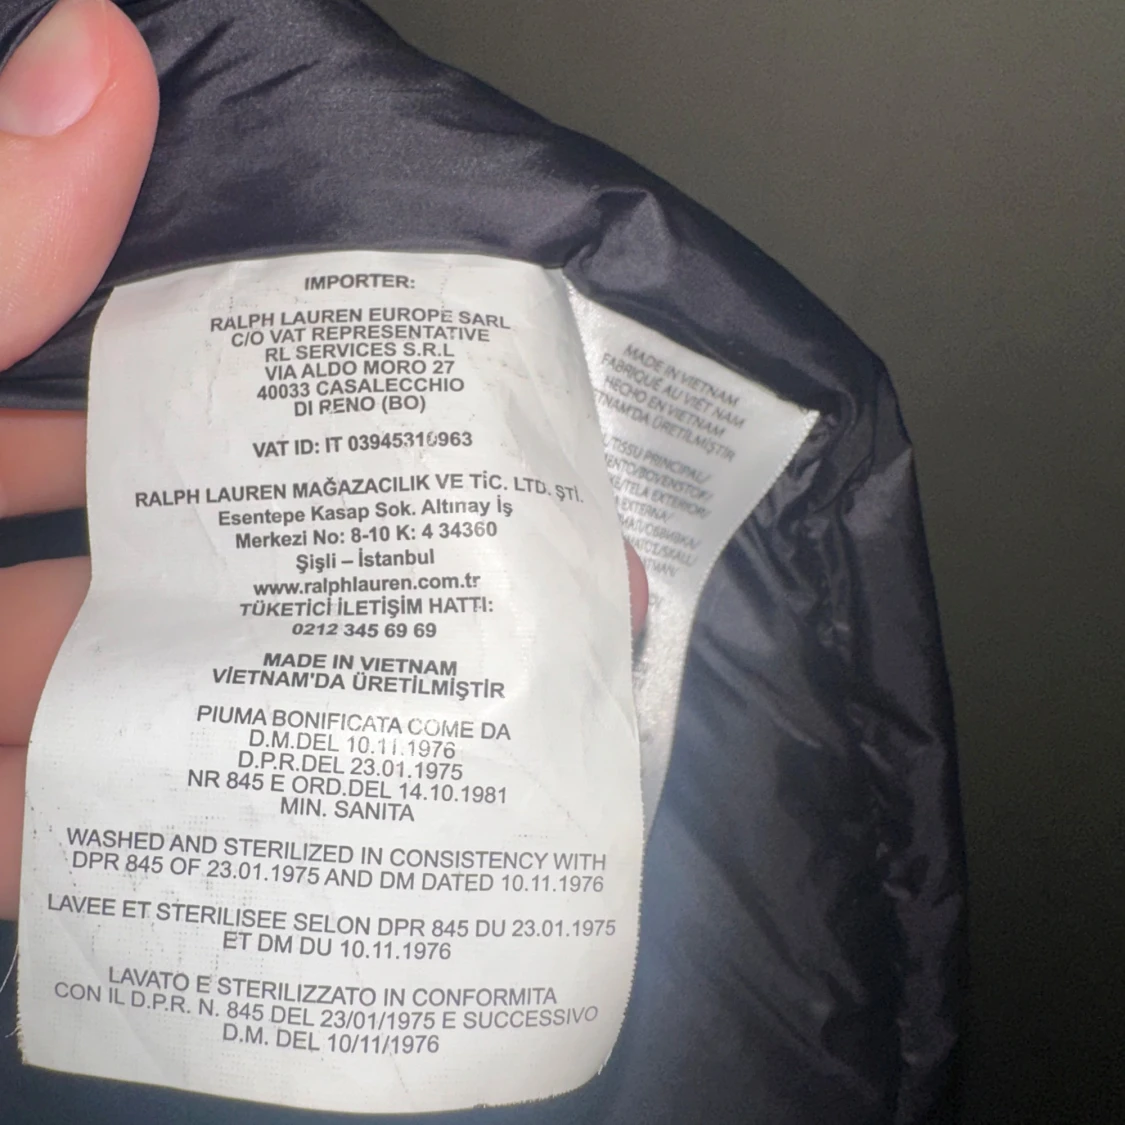 IMPORTER:
RALPH LAUREN EUROPE SARL
C/O VAT REPRESENTATIVE
RL SERVICES S.R.L
VIA ALDO MORO 27
40033 CASALECCHIO
DI RENO (BO)
VAT ID: IT 03945310963
RALPH LAUREN MAĞAZACILIK VE TİC. LTD. ŞTİ.
Esentepe Kasap Sok. Altınay İş
Merkezi No: 8-10 K: 4 34360
Şişli – İstanbul
www.ralphlauren.com.tr
TÜKETİCİ İLETİŞİM HATTI:
0212 345 69 69
MADE IN VIETNAM
VİETNAM'DA ÜRETİLMİŞTİR
PIUMA BONIFICATA COME DA
D.M.DEL 10.11.1976
D.P.R.DEL 23.01.1975
NR 845 E ORD.DEL 14.10.1981
MIN. SANITA
WASHED AND STERILIZED IN CONSISTENCY WITH
DPR 845 OF 23.01.1975 AND DM DATED 10.11.1976
LAVEE ET STERILISEE SELON DPR 845 DU 23.01.1975
ET DM DU 10.11.1976
LAVATO E STERILIZZATO IN CONFORMITA
CON IL D.P.R. N. 845 DEL 23/01/1975 E SUCCESSIVO
D.M. DEL 10/11/1976
MADE IN VIETNAM
FABRIQUÉ AU VIET NAM
HECHO EN VIETNAM
ÜRETİLMİŞTİR
PRINCIPAL/
EXTERIOR/